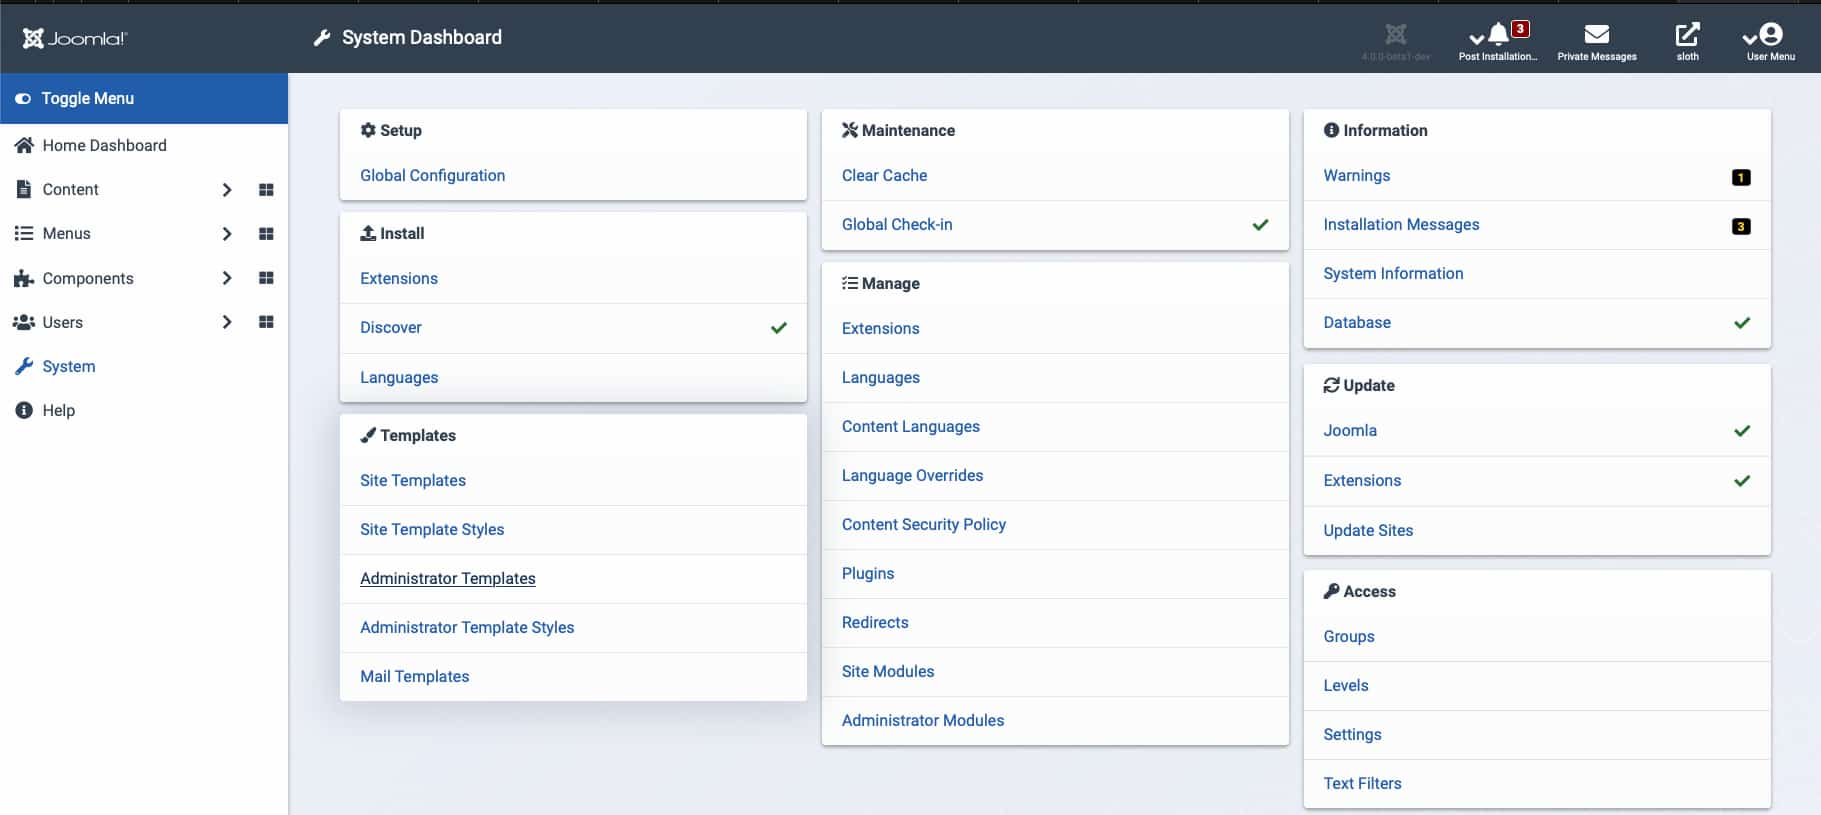 Joomla!
System Dashboard
4.0.0-beta1-dev
3
Post Installation...
Private Messages
sloth
User Menu
Toggle Menu
Home Dashboard
Content
Menus
Components
Users
System
Help
Setup
Global Configuration
Install
Extensions
Discover
Languages
Templates
Site Templates
Site Template Styles
Administrator Templates
Administrator Template Styles
Mail Templates
Maintenance
Clear Cache
Global Check-in
Manage
Extensions
Languages
Content Languages
Language Overrides
Content Security Policy
Plugins
Redirects
Site Modules
Administrator Modules
Information
Warnings 1
Installation Messages 3
System Information
Database
Update
Joomla
Extensions
Update Sites
Access
Groups
Levels
Settings
Text Filters